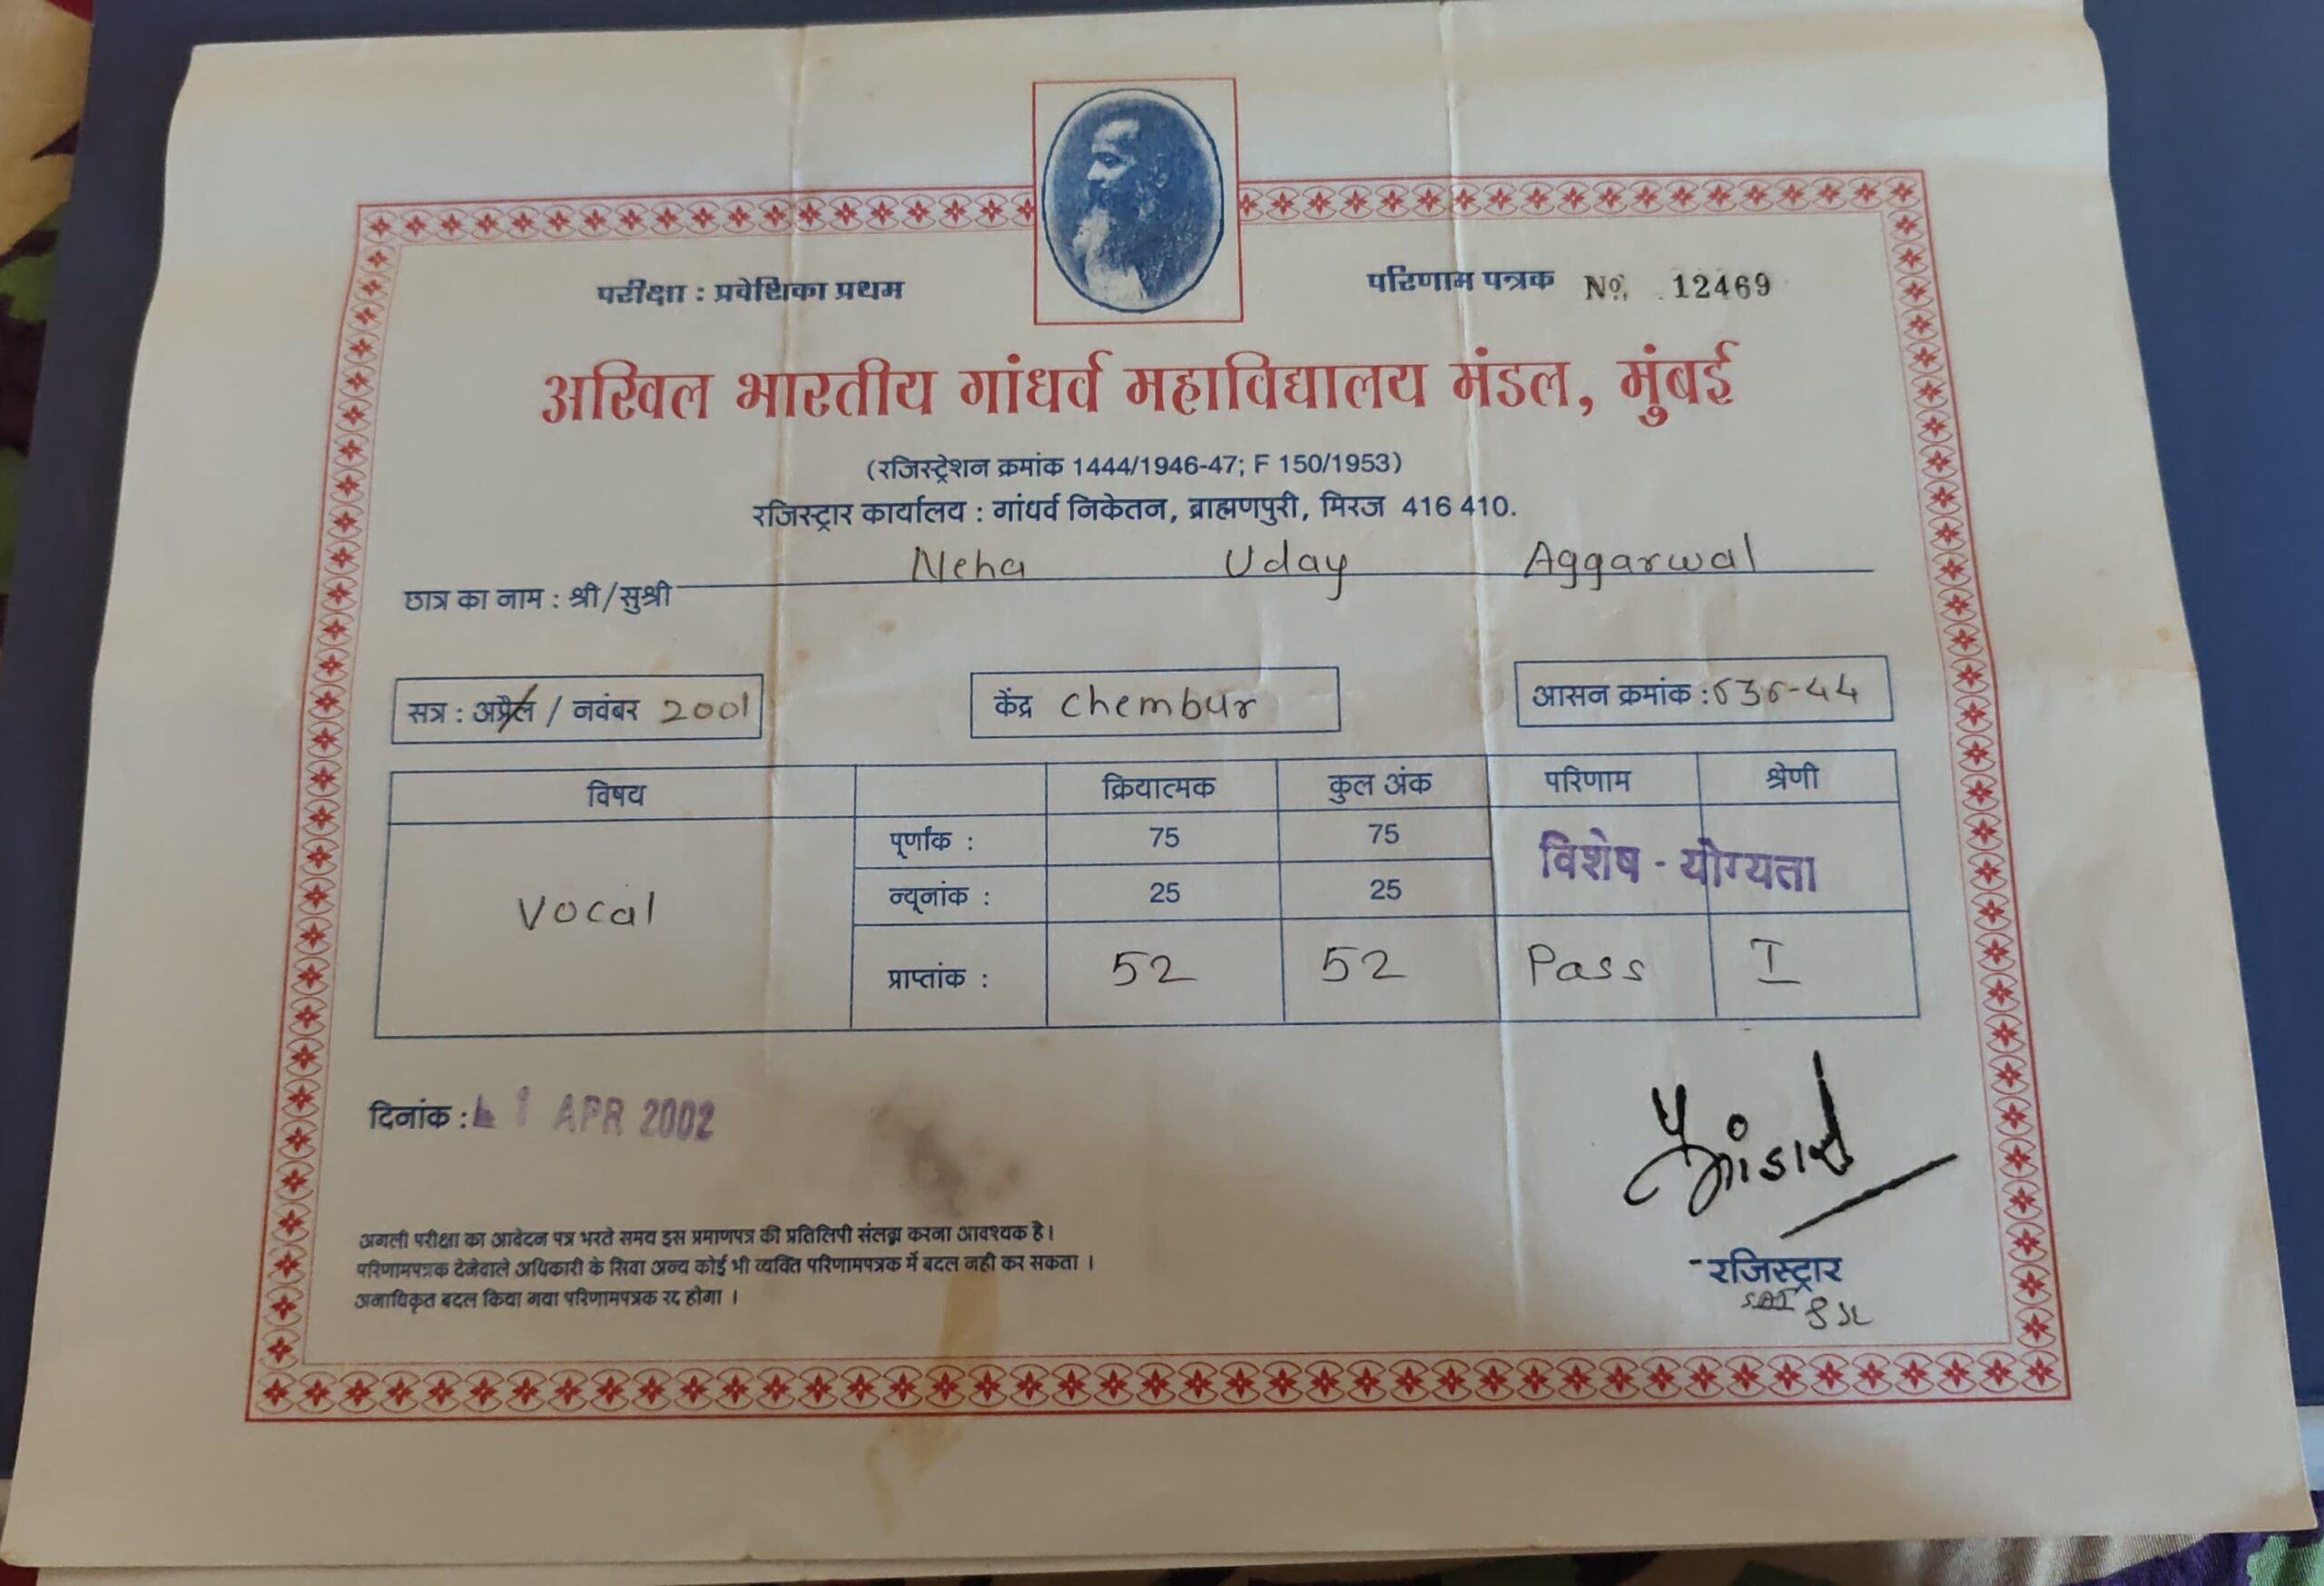 परीक्षा : प्रवेशिका प्रथम
परिणाम पत्रक No. 12469
अखिल भारतीय गांधर्व महाविद्यालय मंडल, मुंबई
(रजिस्ट्रेशन क्रमांक 1444/1946-47; F 150/1953)
रजिस्ट्रार कार्यालय : गांधर्व निकेतन, ब्राह्मणपुरी, मिरज 416 410.
छात्र का नाम : श्री/सुश्री Neha Uday Aggarwal
सत्र : अप्रैल / नवंबर 2001 केंद्र Chembur आसन क्रमांक :
विषय क्रियात्मक कुल अंक परिणाम श्रेणी
पूर्णांक : 75 75 विशेष - योग्यता
Vocal न्यूनांक : 25 25
प्राप्तांक : 52 52 Pass I
दिनांक : APR 2002
अगली परीक्षा का आवेदन पत्र भरते समय इस प्रमाणपत्र की प्रतिलिपी संलग्न करना आवश्यक है।
परिणामपत्रक देनेवाले अधिकारी के सिवा अन्य कोई भी व्यक्ति परिणामपत्रक में बदल नही कर सकता ।
अनाधिकृत बदल किया गया परिणामपत्रक रद होगा ।
रजिस्ट्रार